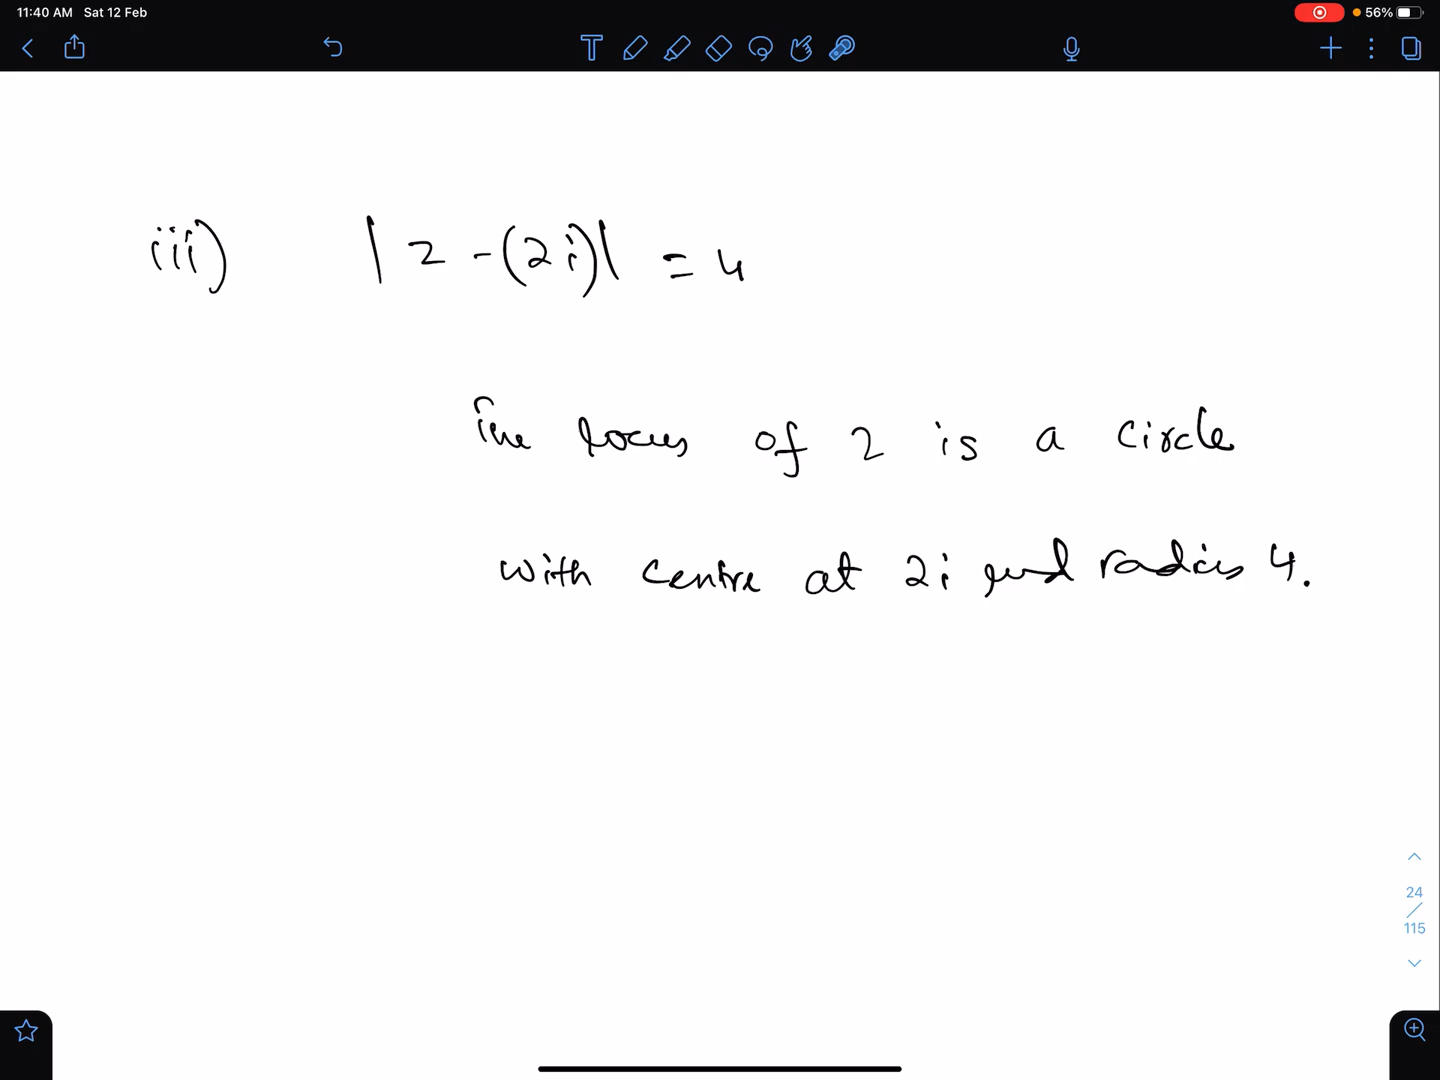 11:40 AM Sat 12 Feb
56%
T
iii) | z - (2i)| = 4
The locus of z is a circle
with centre at 2i and radius 4.
24
/
115